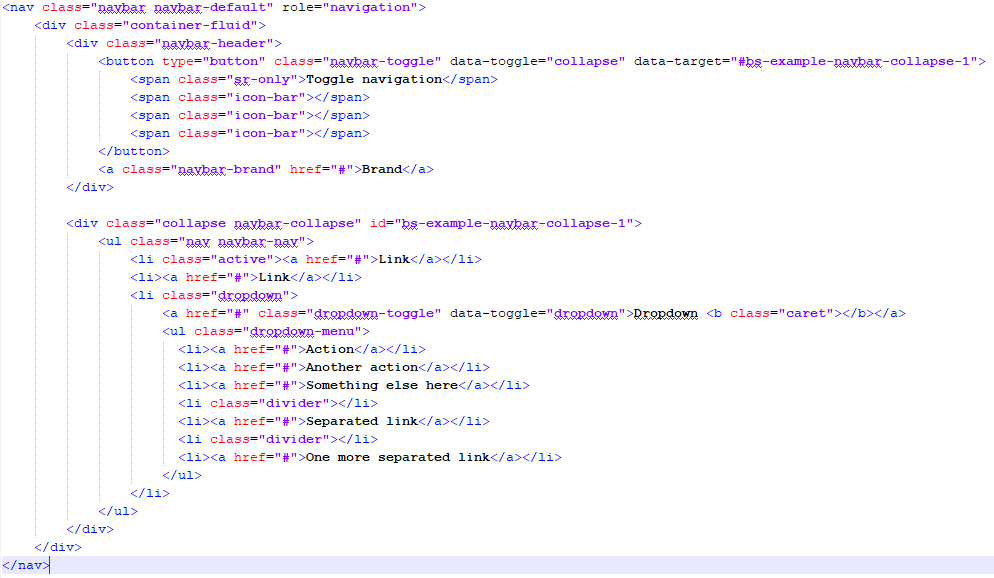 <nav class="navbar navbar-default" role="navigation">
    <div class="container-fluid">
        <div class="navbar-header">
            <button type="button" class="navbar-toggle" data-toggle="collapse" data-target="#bs-example-navbar-collapse-1">
                <span class="sr-only">Toggle navigation</span>
                <span class="icon-bar"></span>
                <span class="icon-bar"></span>
                <span class="icon-bar"></span>
            </button>
            <a class="navbar-brand" href="#">Brand</a>
        </div>

        <div class="collapse navbar-collapse" id="bs-example-navbar-collapse-1">
            <ul class="nav navbar-nav">
                <li class="active"><a href="#">Link</a></li>
                <li><a href="#">Link</a></li>
                <li class="dropdown">
                    <a href="#" class="dropdown-toggle" data-toggle="dropdown">Dropdown <b class="caret"></b></a>
                    <ul class="dropdown-menu">
                      <li><a href="#">Action</a></li>
                      <li><a href="#">Another action</a></li>
                      <li><a href="#">Something else here</a></li>
                      <li class="divider"></li>
                      <li><a href="#">Separated link</a></li>
                      <li class="divider"></li>
                      <li><a href="#">One more separated link</a></li>
                    </ul>
                </li>
            </ul>
        </div>
    </div>
</nav>